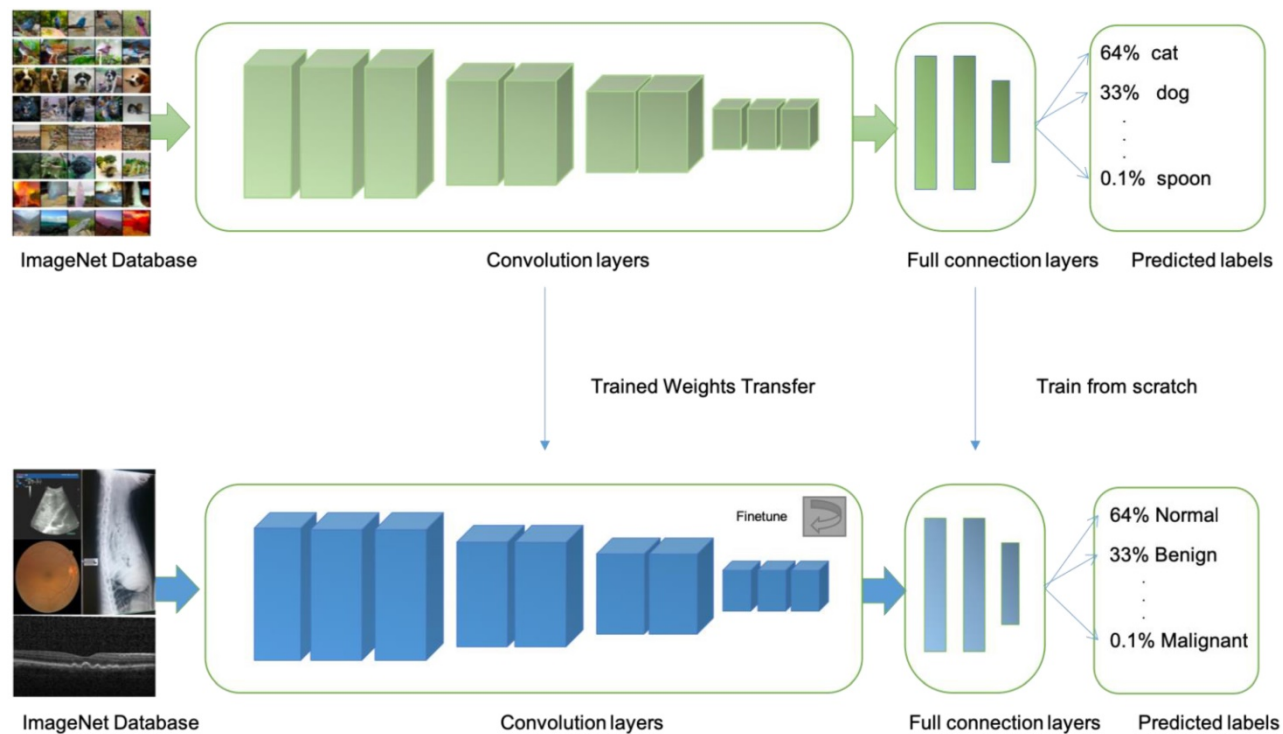 64% cat
33% dog
.
.
.
0.1% spoon
ImageNet Database
Convolution layers
Full connection layers
Predicted labels
Trained Weights Transfer
Train from scratch
Finetune
64% Normal
33% Benign
.
.
.
0.1% Malignant
ImageNet Database
Convolution layers
Full connection layers
Predicted labels